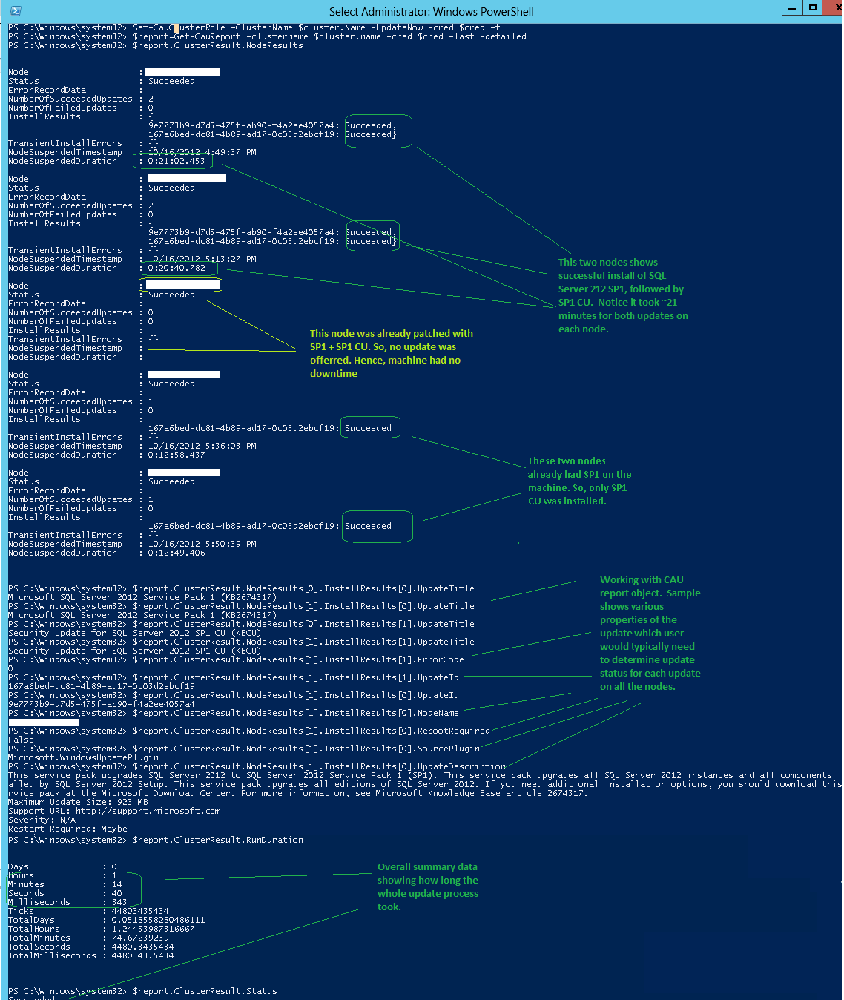 Select Administrator: Windows PowerShell
PS C:\Windows\system32> Set-CauClusterRole -ClusterName $cluster.Name -UpdateNow -cred $cred -f
PS C:\Windows\system32> $report=Get-CauReport -clustername $cluster.name -cred $cred -last -detailed
PS C:\Windows\system32> $report.ClusterResult.NodeResults
Node :
Status : Succeeded
ErrorRecordData :
NumberOfSucceededUpdates : 2
NumberOfFailedUpdates : 0
InstallResults : {
9e7773b9-d7d5-475f-ab90-f4a2ee4057a4: Succeeded,
167a6bed-dc81-4b89-ad17-0c03d2ebcf19: Succeeded}
TransientInstallErrors : {}
NodeSuspendedTimestamp : 10/16/2012 4:49:37 PM
NodeSuspendedDuration : 0:21:02.453
Node :
Status : Succeeded
ErrorRecordData :
NumberOfSucceededUpdates : 2
NumberOfFailedUpdates : 0
InstallResults : {
9e7773b9-d7d5-475f-ab90-f4a2ee4057a4: Succeeded,
167a6bed-dc81-4b89-ad17-0c03d2ebcf19: Succeeded}
TransientInstallErrors : {}
NodeSuspendedTimestamp : 10/16/2012 5:13:27 PM
NodeSuspendedDuration : 0:20:40.782
This two nodes shows
successful install of SQL
Server 212 SP1, followed by
SP1 CU. Notice it took ~21
minutes for both updates on
each node.
Node :
Status : Succeeded
ErrorRecordData :
NumberOfSucceededUpdates : 0
NumberOfFailedUpdates : 0
InstallResults :
TransientInstallErrors : {}
NodeSuspendedTimestamp :
NodeSuspendedDuration :
This node was already patched with
SP1 + SP1 CU. So, no update was
offerred. Hence, machine had no
downtime
Node :
Status : Succeeded
ErrorRecordData :
NumberOfSucceededUpdates : 1
NumberOfFailedUpdates : 0
InstallResults :
167a6bed-dc81-4b89-ad17-0c03d2ebcf19: Succeeded
TransientInstallErrors : {}
NodeSuspendedTimestamp : 10/16/2012 5:36:03 PM
NodeSuspendedDuration : 0:12:58.437
Node :
Status : Succeeded
ErrorRecordData :
NumberOfSucceededUpdates : 1
NumberOfFailedUpdates : 0
InstallResults :
167a6bed-dc81-4b89-ad17-0c03d2ebcf19: Succeeded
TransientInstallErrors : {}
NodeSuspendedTimestamp : 10/16/2012 5:50:39 PM
NodeSuspendedDuration : 0:12:49.406
These two nodes
already had SP1 on the
machine. So, only SP1
CU was installed.
PS C:\Windows\system32> $report.ClusterResult.NodeResults[0].InstallResults[0].UpdateTitle
Microsoft SQL Server 2012 Service Pack 1 (KB2674317)
PS C:\Windows\system32> $report.ClusterResult.NodeResults[1].InstallResults[0].UpdateTitle
Microsoft SQL Server 2012 Service Pack 1 (KB2674317)
PS C:\Windows\system32> $report.ClusterResult.NodeResults[0].InstallResults[1].UpdateTitle
Security Update for SQL Server 2012 SP1 CU (KBCU)
PS C:\Windows\system32> $report.ClusterResult.NodeResults[1].InstallResults[1].UpdateTitle
Security Update for SQL Server 2012 SP1 CU (KBCU)
PS C:\Windows\system32> $report.ClusterResult.NodeResults[1].InstallResults[1].ErrorCode
0
PS C:\Windows\system32> $report.ClusterResult.NodeResults[1].InstallResults[1].UpdateId
167a6bed-dc81-4b89-ad17-0c03d2ebcf19
PS C:\Windows\system32> $report.ClusterResult.NodeResults[1].InstallResults[0].UpdateId
9e7773b9-d7d5-475f-ab90-f4a2ee4057a4
PS C:\Windows\system32> $report.ClusterResult.NodeResults[1].InstallResults[0].NodeName
PS C:\Windows\system32> $report.ClusterResult.NodeResults[1].InstallResults[0].RebootRequired
False
PS C:\Windows\system32> $report.ClusterResult.NodeResults[1].InstallResults[0].SourcePlugin
Microsoft.WindowsUpdatePlugin
PS C:\Windows\system32> $report.ClusterResult.NodeResults[1].InstallResults[0].UpdateDescription
This service pack upgrades SQL Server 2012 to SQL Server 2012 Service Pack 1 (SP1). This service pack upgrades all SQL Server 2012 instances and all components i
alled by SQL Server 2012 Setup. This service pack upgrades all editions of SQL Server 2012. If you need additional installation options, you should download this
rvice pack at the Microsoft Download Center. For more information, see Microsoft Knowledge Base article 2674317.
Maximum Update Size: 923 MB
Support URL: http://support.microsoft.com
Severity: N/A
Restart Required: Maybe
Working with CAU
report object. Sample
shows various
properties of the
update which user
would typically need
to determine update
status for each update
on all the nodes.
PS C:\Windows\system32> $report.ClusterResult.RunDuration
Days : 0
Hours : 1
Minutes : 14
Seconds : 40
Milliseconds : 343
Ticks : 44803435434
TotalDays : 0.0518558280486111
TotalHours : 1.24453987316667
TotalMinutes : 74.67239239
TotalSeconds : 4480.3435434
TotalMilliseconds : 4480343.5434
Overall summary data
showing how long the
whole update process
took.
PS C:\Windows\system32> $report.ClusterResult.Status
Succeeded